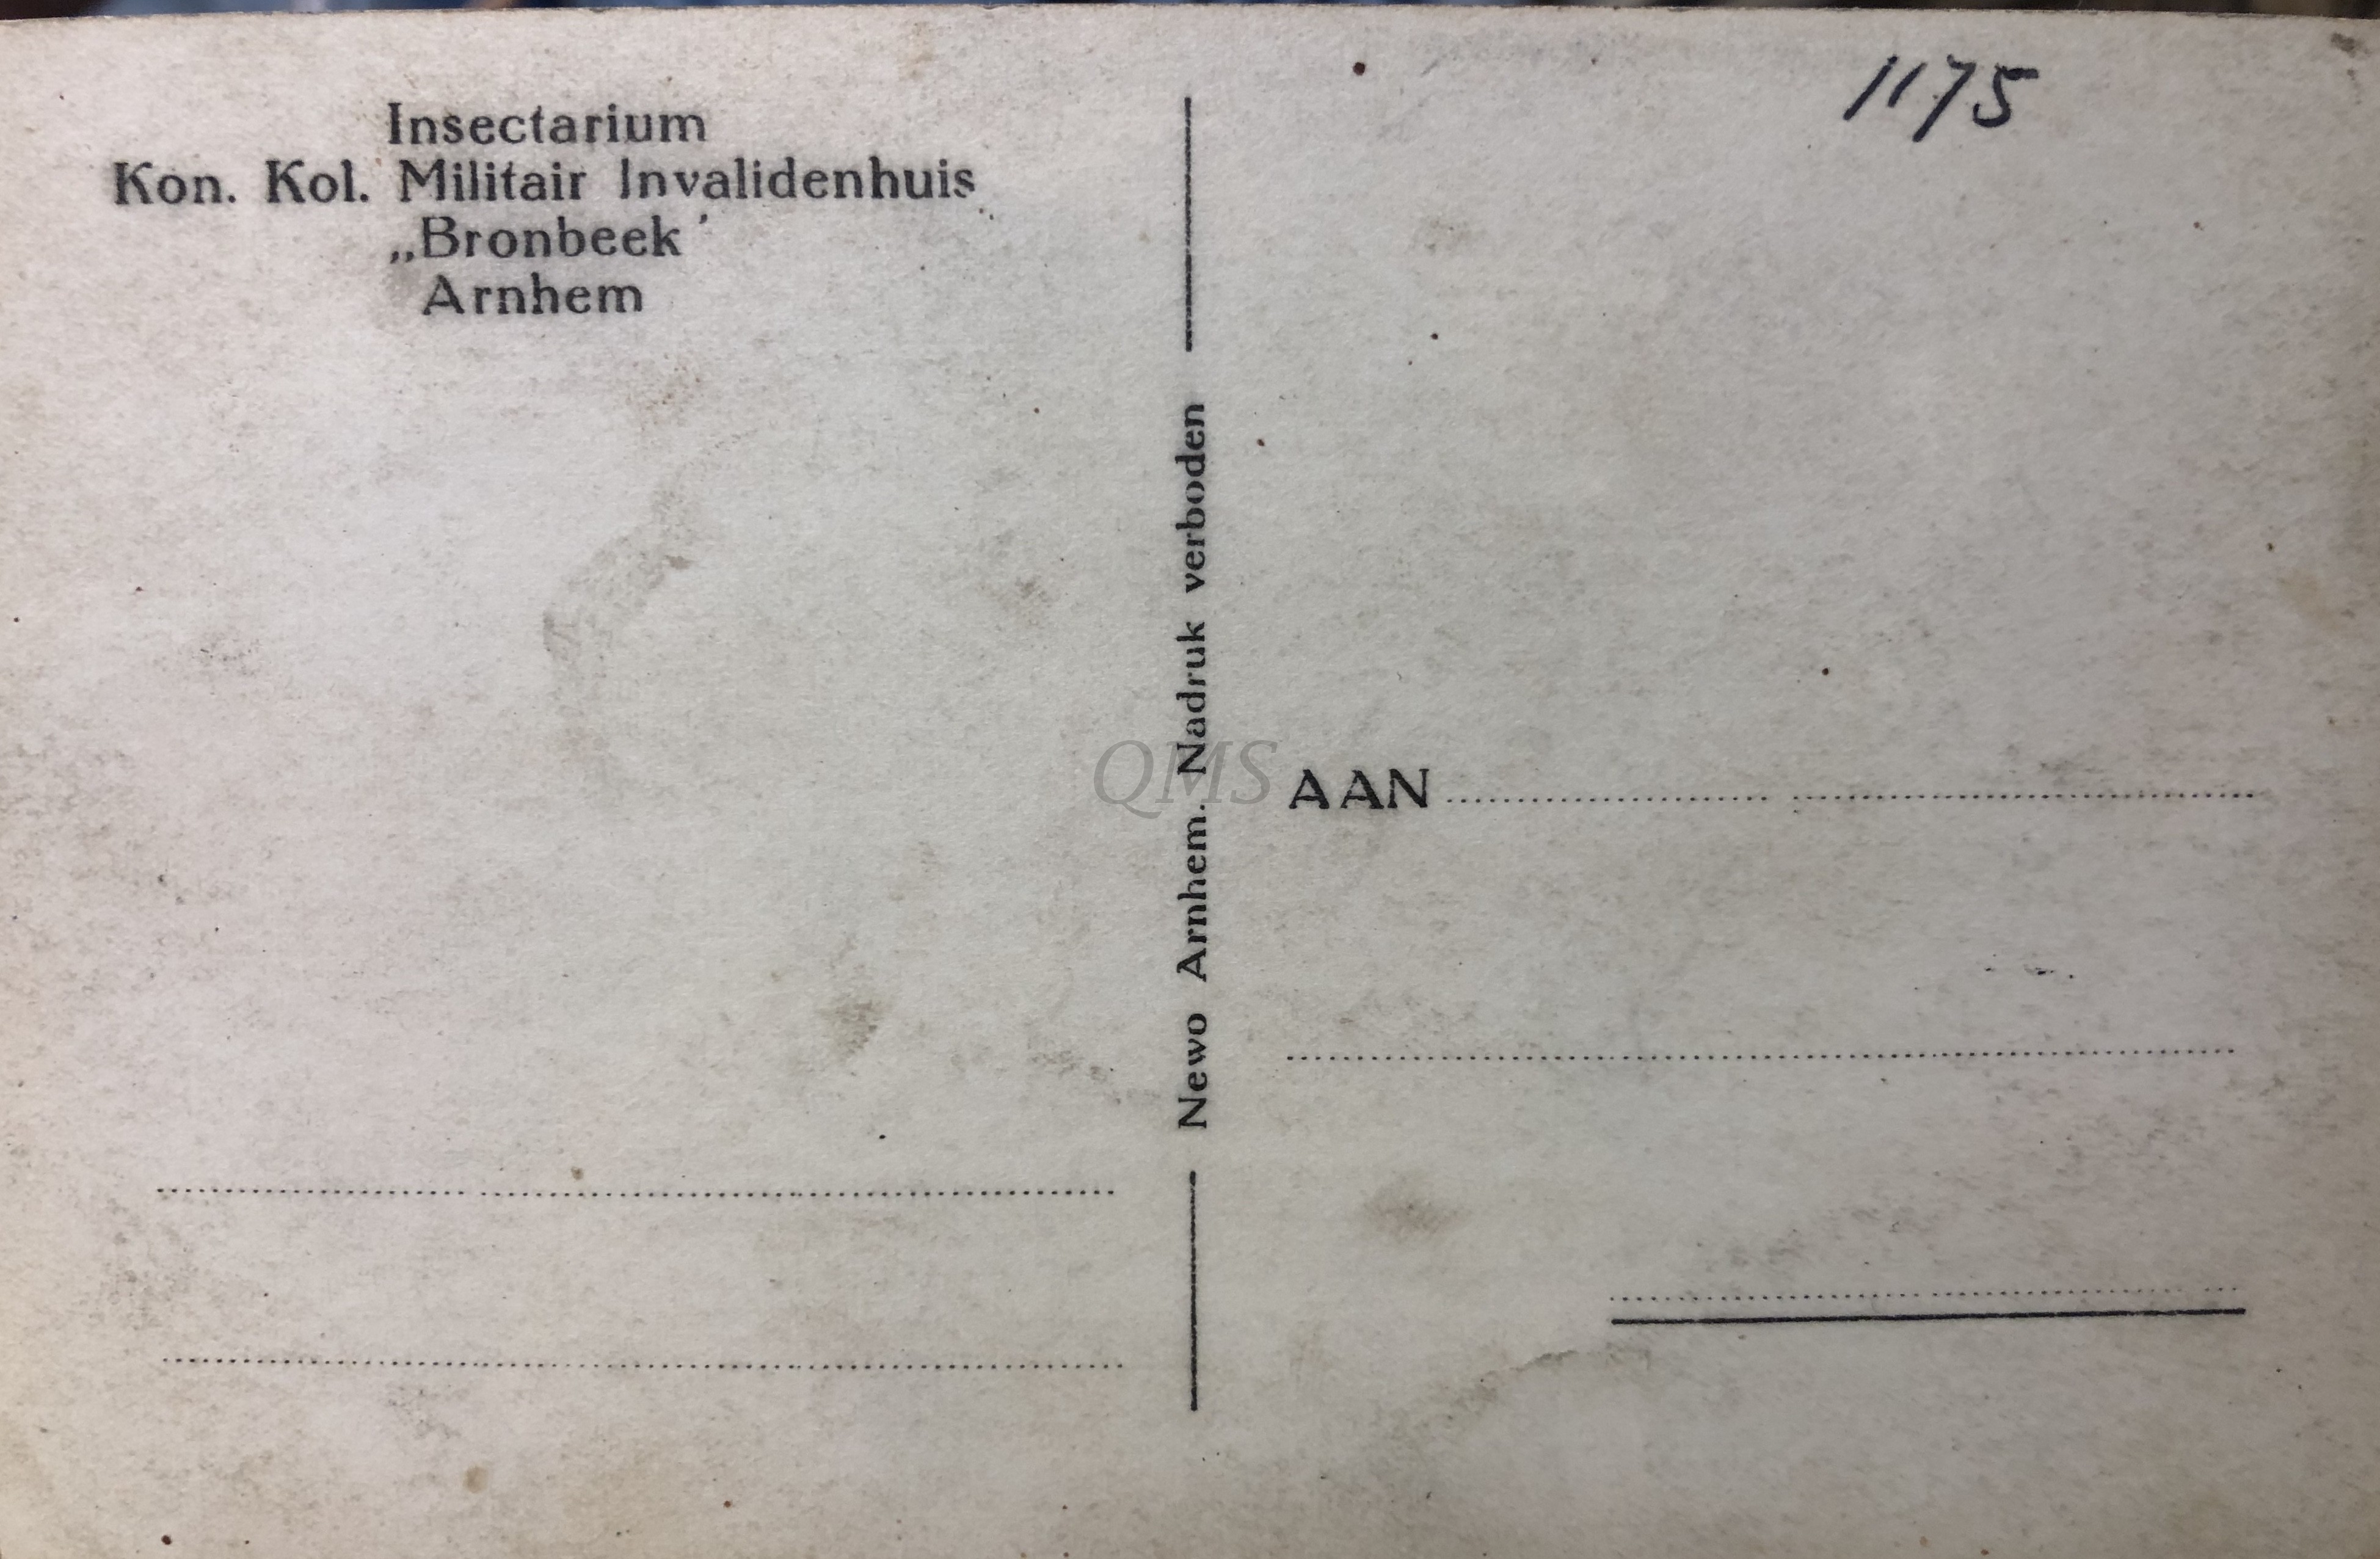 Insectarium
Kon. Kol. Militair Invalidenhuis
„Bronbeek'
Arnhem
1175
Newo Arnhem. Nadruk verboden
QMS
AAN